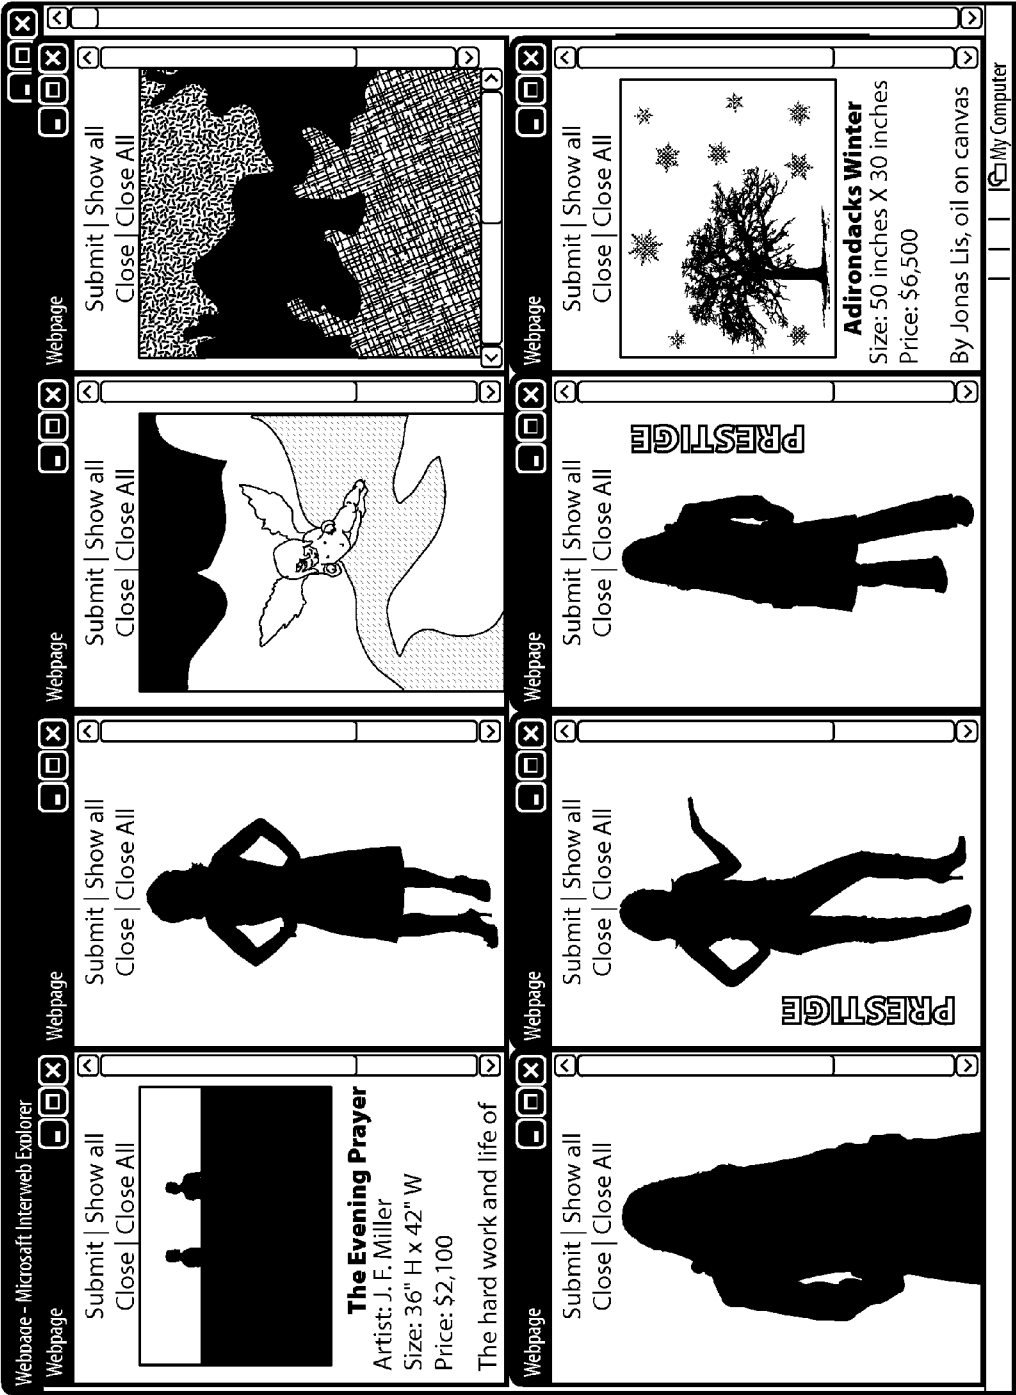 Webpage – Microsaft Interweb Explorer
Webpage
Submit | Show all
Close | Close All
The Evening Prayer
Artist: J. F. Miller
Size: 36" H x 42" W
Price: $2,100
The hard work and life of
Webpage
Submit | Show all
Close | Close All
Webpage
Submit | Show all
Close | Close All
Webpage
Submit | Show all
Close | Close All
Webpage
Submit | Show all
Close | Close All
Webpage
Submit | Show all
Close | Close All
PRESTIGE
Webpage
Submit | Show all
Close | Close All
PRESTIGE
Webpage
Submit | Show all
Close | Close All
Adirondacks Winter
Size: 50 inches X 30 inches
Price: $6,500
By Jonas Lis, oil on canvas
My Computer